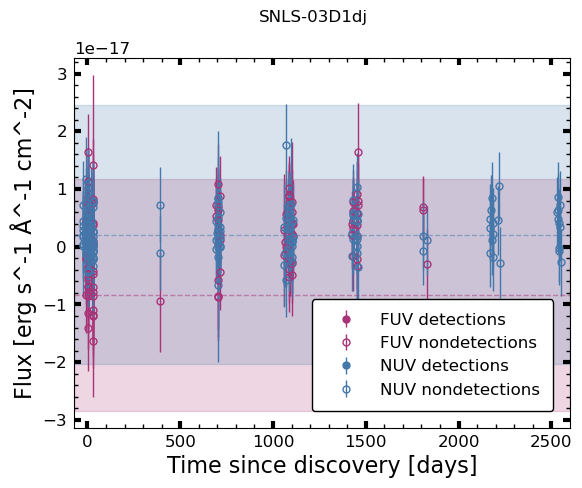 SNLS-03D1dj
1e−17
3
2
1
0
−1
−2
−3
Flux [erg s^-1 Å^-1 cm^-2]
FUV detections
FUV nondetections
NUV detections
NUV nondetections
0 500 1000 1500 2000 2500
Time since discovery [days]